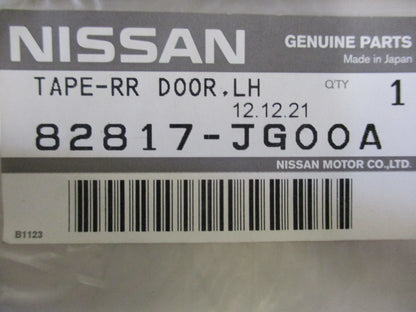 NISSAN
GENUINE PARTS
Made in Japan
TAPE-RR DOOR,LH
Q'TY
1
12.12.21
82817-JG00A
NISSAN MOTOR CO.,LTD.
B1123